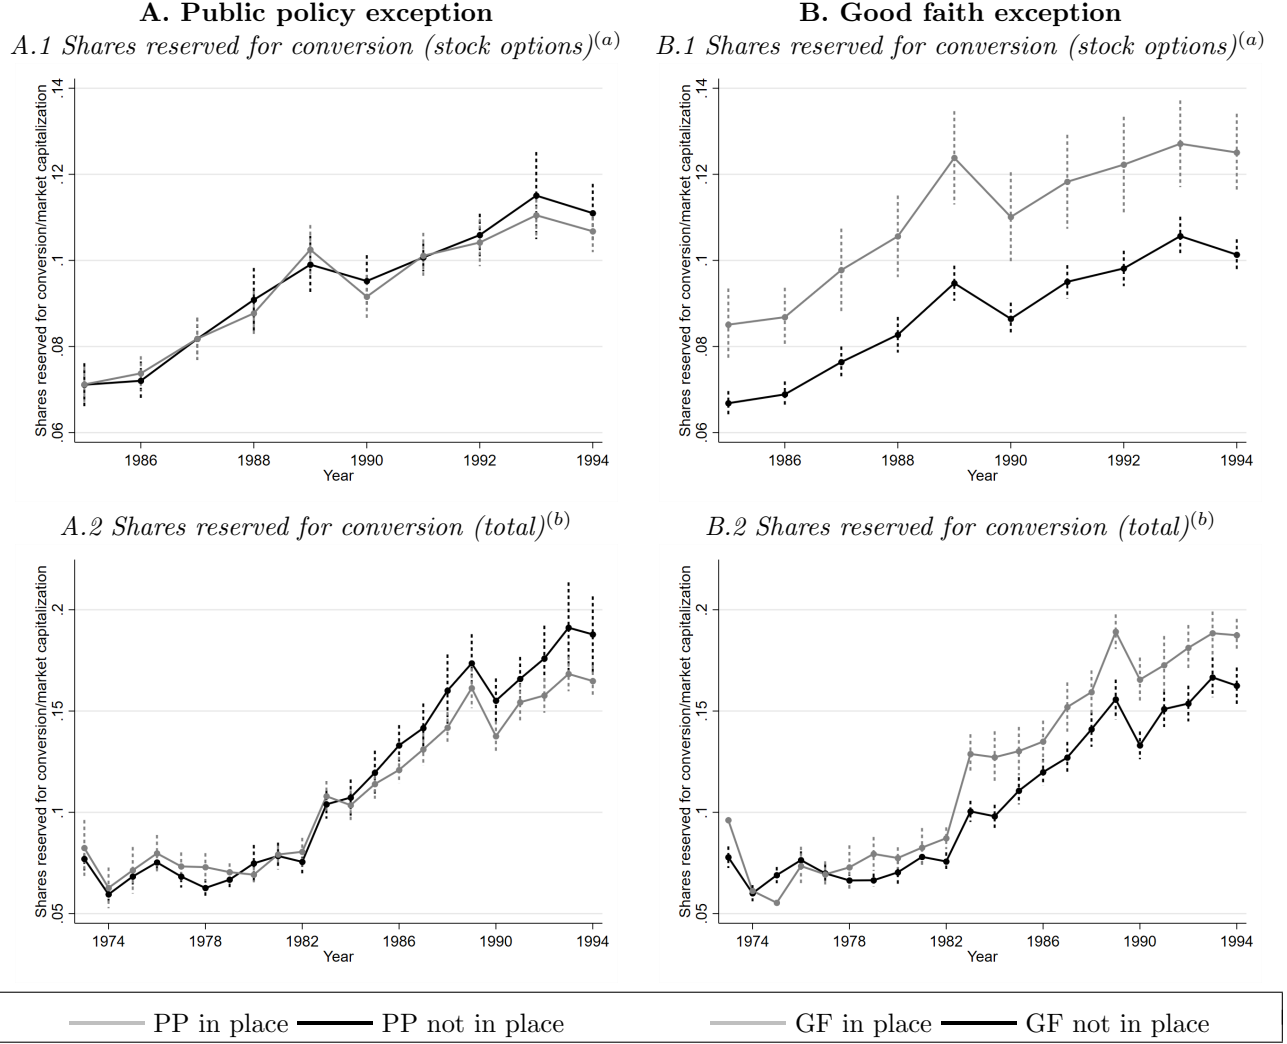 A. Public policy exception
A.1 Shares reserved for conversion (stock options)(a)
Shares reserved for conversion/market capitalization
.14
.12
.1
.08
.06
1986 1988 1990 1992 1994
Year
B. Good faith exception
B.1 Shares reserved for conversion (stock options)(a)
Shares reserved for conversion/market capitalization
.14
.12
.1
.08
.06
1986 1988 1990 1992 1994
Year
A.2 Shares reserved for conversion (total)(b)
Shares reserved for conversion/market capitalization
.2
.15
.1
.05
1974 1978 1982 1986 1990 1994
Year
B.2 Shares reserved for conversion (total)(b)
Shares reserved for conversion/market capitalization
.2
.15
.1
.05
1974 1978 1982 1986 1990 1994
Year
PP in place PP not in place
GF in place GF not in place